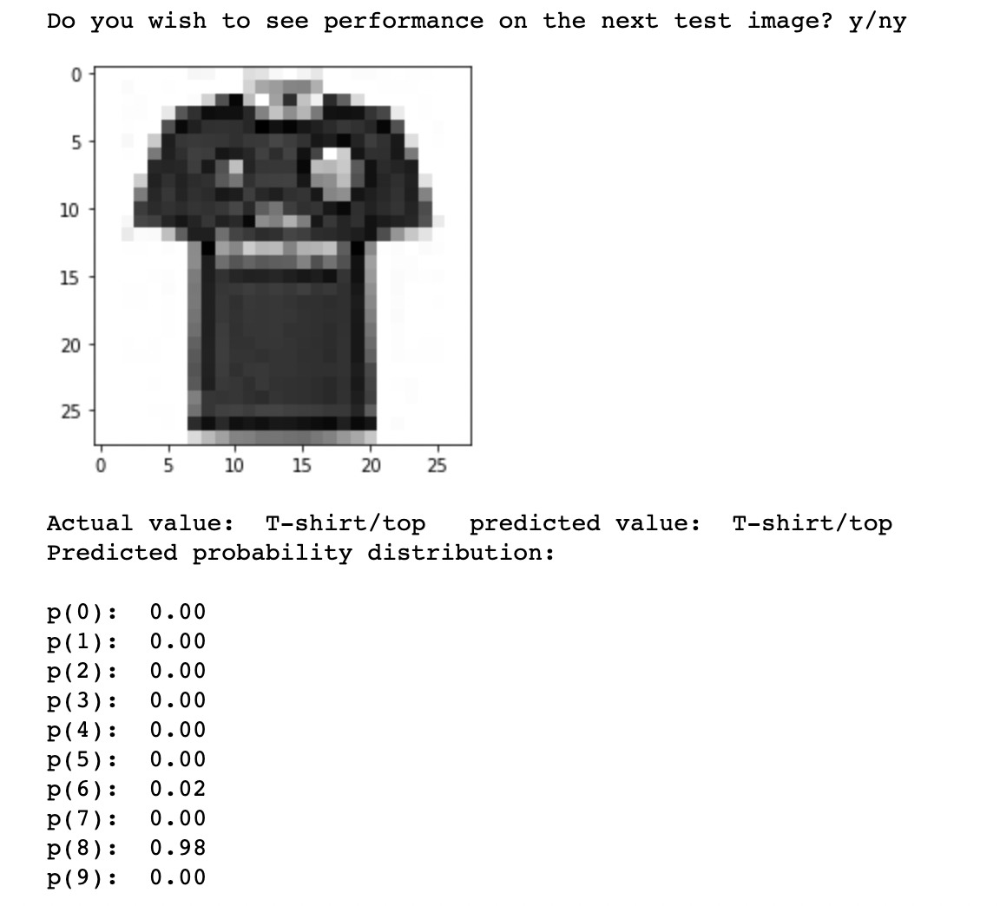 Do you wish to see performance on the next test image? y/ny
0
5
10
15
20
25
0 5 10 15 20 25
Actual value: T-shirt/top predicted value: T-shirt/top
Predicted probability distribution:
p(0): 0.00
p(1): 0.00
p(2): 0.00
p(3): 0.00
p(4): 0.00
p(5): 0.00
p(6): 0.02
p(7): 0.00
p(8): 0.98
p(9): 0.00